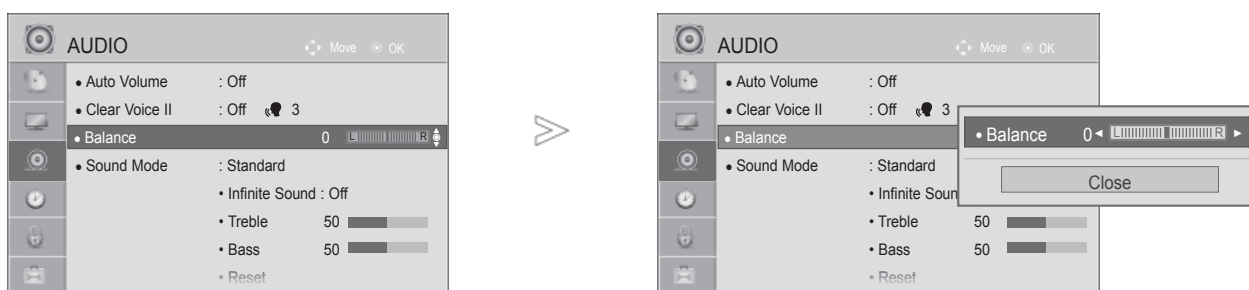 AUDIO Move OK
• Auto Volume : Off
• Clear Voice II : Off 3
• Balance 0 L R
• Sound Mode : Standard
• Infinite Sound : Off
• Treble 50
• Bass 50
• Reset
AUDIO Move OK
• Auto Volume : Off
• Clear Voice II : Off 3
• Balance
• Sound Mode : Standard
• Infinite Soun
• Treble 50
• Bass 50
• Reset
• Balance 0 L R
Close